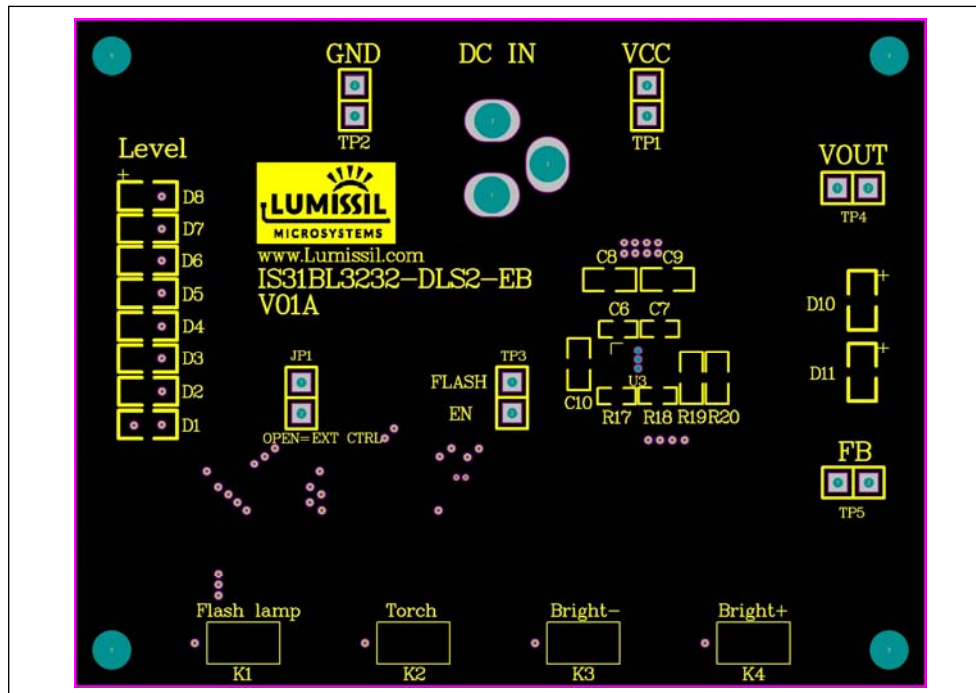 GND
DC IN
VCC
TP2
TP1
Level
VOUT
TP4
+
D8
D7
D6
D5
D4
D3
D2
D1
LUMISSIL
MICROSYSTEMS
www.Lumissil.com
IS31BL3232-DLS2-EB
V01A
C8
C9
C6
C7
C10
U3
R17
R18
R19
R20
D10
+
D11
+
JP1
OPEN=EXT CTRL
TP3
FLASH
EN
FB
TP5
Flash lamp
Torch
Bright-
Bright+
K1
K2
K3
K4